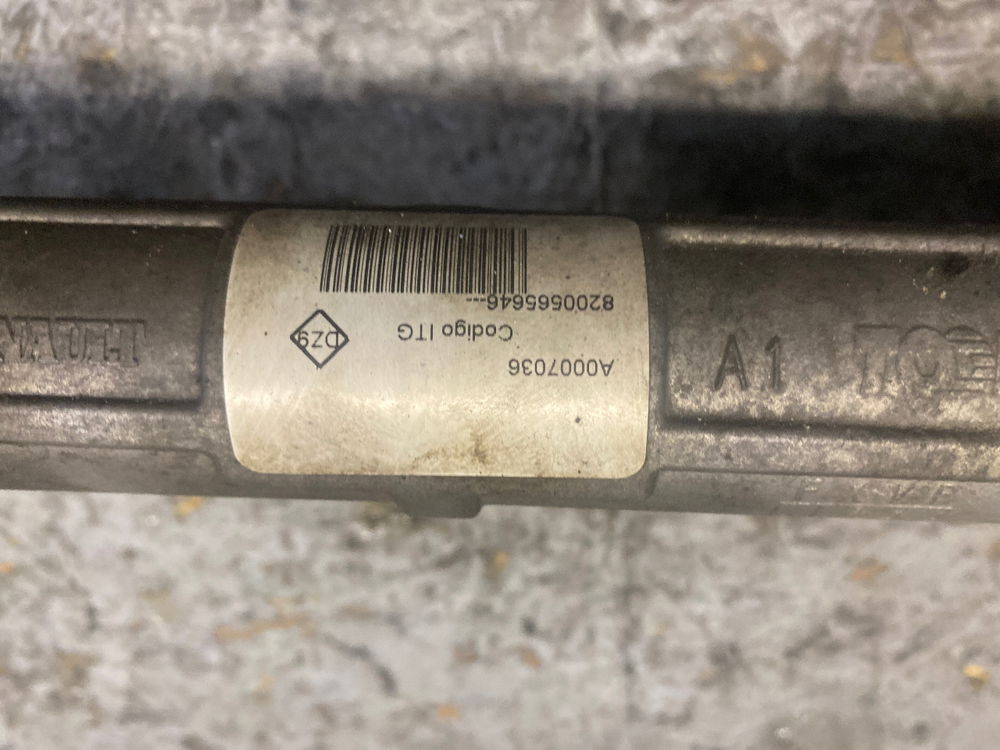 A0007036
Codigo ITG
DZ9
8200565646---
A1